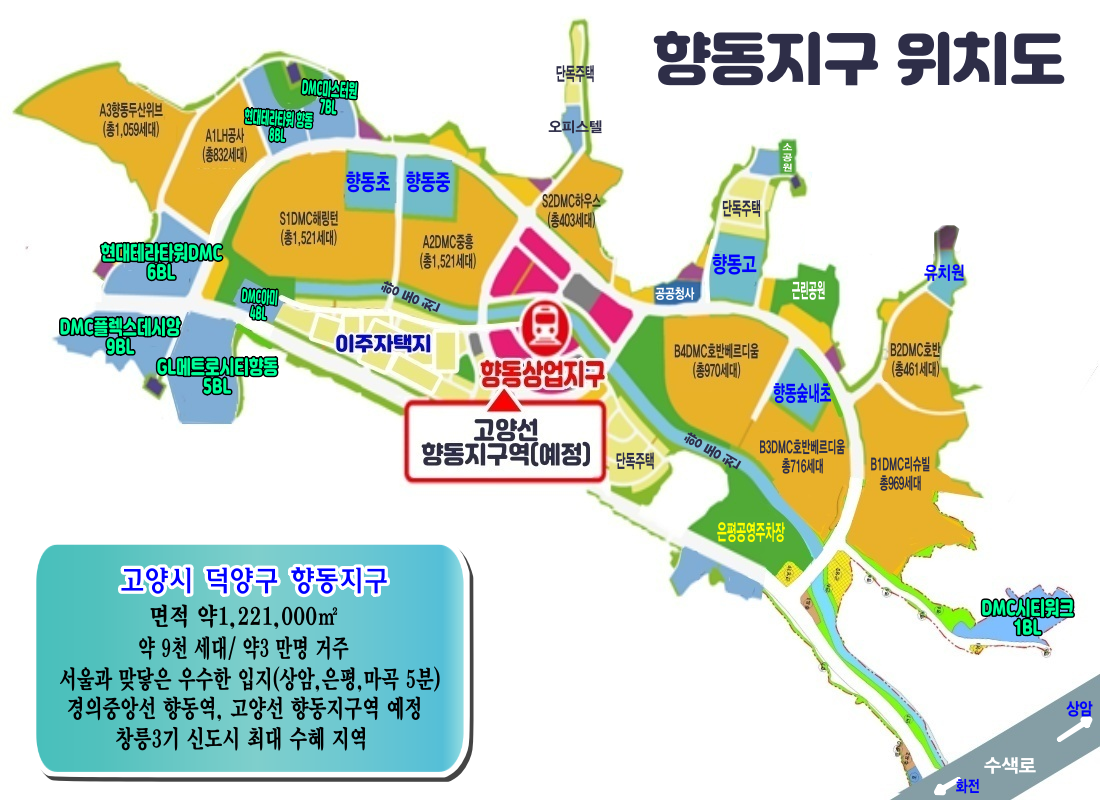 향동지구 위치도
단독주택
오피스텔
DMC마스터원
7BL
현대테라타워 향동
8BL
A3향동두산위브
(총1,059세대)
A1LH공사
(총832세대)
소공원
향동초
향동중
S2DMC하우스
(총403세대)
단독주택
S1DMC해링턴
(총1,521세대)
A2DMC중흥
(총1,521세대)
현대테라타워DMC
6BL
향동고
유치원
공공청사
근린공원
DMC아미
4BL
향동천
DMC플렉스데시앙
9BL
이주자택지
GL메트로시티향동
5BL
향동상업지구
B4DMC호반베르디움
(총970세대)
B2DMC호반
(총461세대)
향동숲내초
고양선
향동지구역(예정)
단독주택
향동천
B3DMC호반베르디움
총716세대
B1DMC리슈빌
총969세대
은평공영주차장
DMC시티워크
1BL
고양시 덕양구 향동지구
면적 약1,221,000㎡
약 9천 세대/ 약3 만명 거주
서울과 맞닿은 우수한 입지(상암,은평,마곡 5분)
경의중앙선 향동역, 고양선 향동지구역 예정
창릉3기 신도시 최대 수혜 지역
상암
수색로
화전